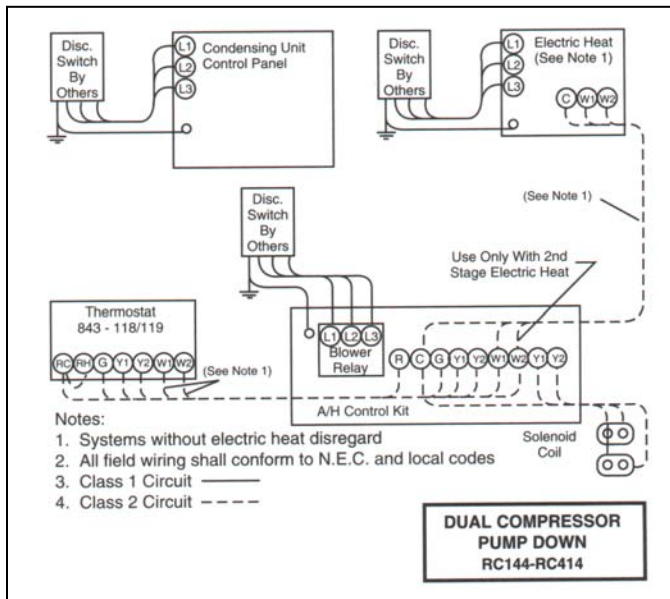 Disc.
Switch
By
Others
L1
L2
L3
Condensing Unit
Control Panel
Disc.
Switch
By
Others
L1
L2
L3
Electric Heat
(See Note 1)
C W1 W2
(See Note 1)
Disc.
Switch
By
Others
Use Only With 2nd
Stage Electric Heat
Thermostat
843 - 118/119
RC RH G Y1 Y2 W1 W2
(See Note 1)
L1 L2 L3
Blower
Relay
R C G Y1 Y2 W1 W2 Y1 Y2
A/H Control Kit
Solenoid
Coil
Notes:
1. Systems without electric heat disregard
2. All field wiring shall conform to N.E.C. and local codes
3. Class 1 Circuit
4. Class 2 Circuit
DUAL COMPRESSOR
PUMP DOWN
RC144-RC414